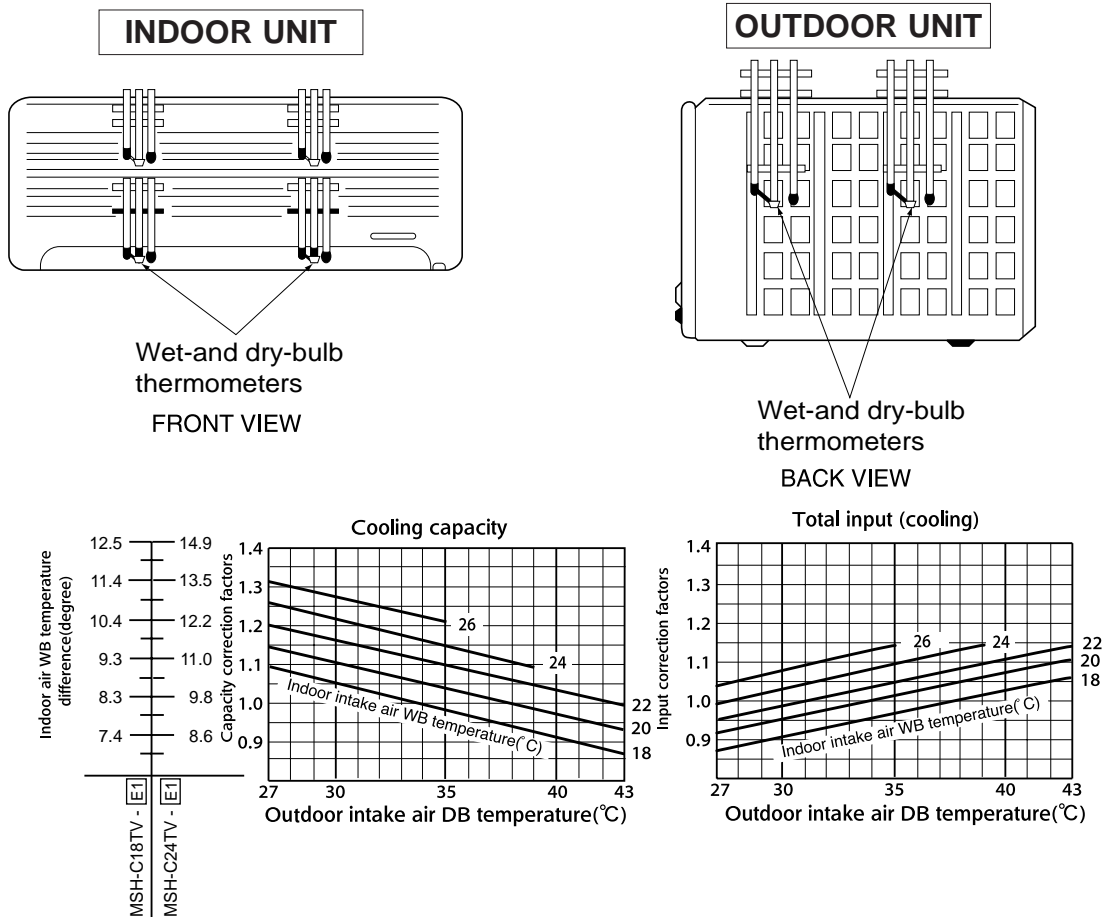 INDOOR UNIT
OUTDOOR UNIT
Wet-and dry-bulb
thermometers
FRONT VIEW
Wet-and dry-bulb
thermometers
BACK VIEW
Indoor air WB temperature
difference(degree)
12.5
11.4
10.4
9.3
8.3
7.4
14.9
13.5
12.2
11.0
9.8
8.6
MSH-C18TV - E1
MSH-C24TV - E1
Cooling capacity
Capacity correction factors
1.4
1.3
1.2
1.1
1.0
0.9
26
24
22
20
18
Indoor intake air WB temperature(°C)
27 30 35 40 43
Outdoor intake air DB temperature(°C)
Total input (cooling)
Input correction factors
1.4
1.3
1.2
1.1
1.0
0.9
26
24
22
20
18
Indoor intake air WB temperature(°C)
27 30 35 40 43
Outdoor intake air DB temperature(°C)